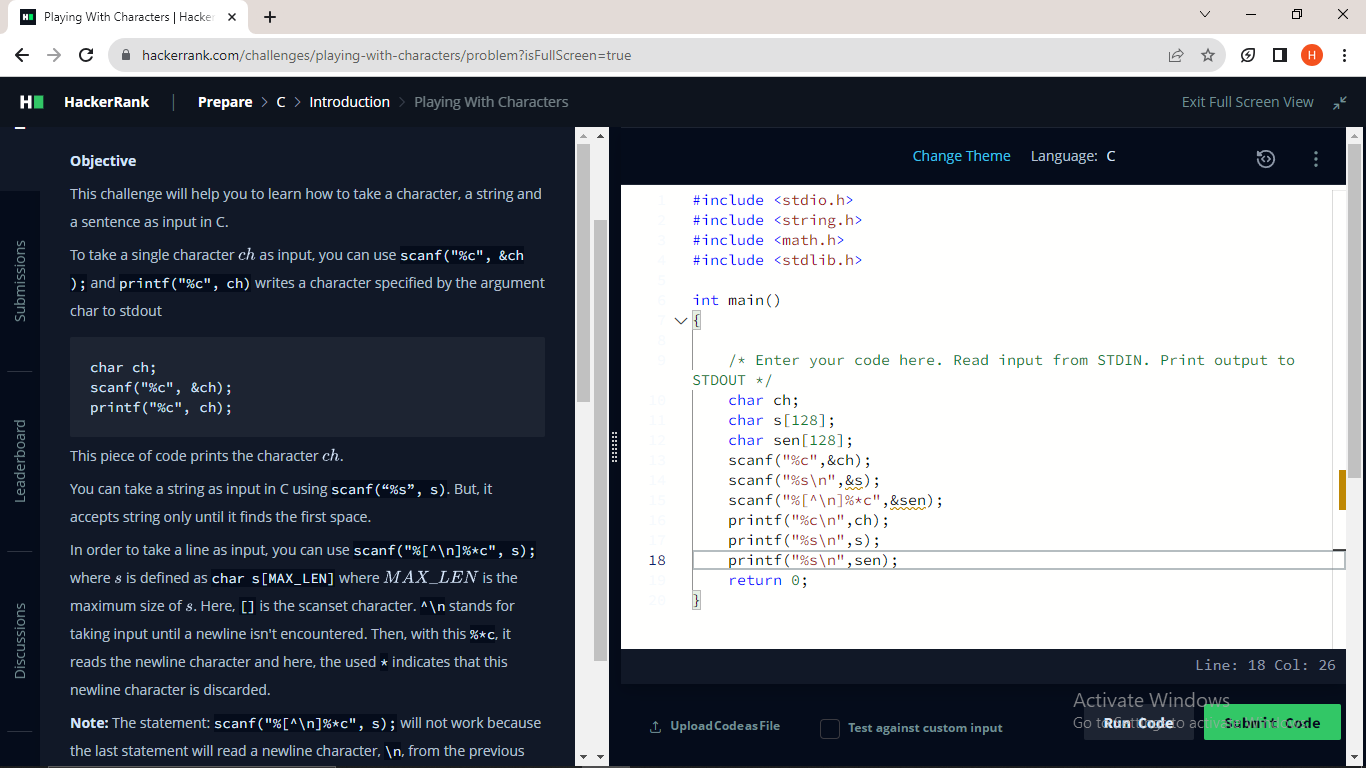 Playing With Characters | Hacker
hackerrank.com/challenges/playing-with-characters/problem?isFullScreen=true
H
HackerRank | Prepare > C > Introduction > Playing With Characters
Exit Full Screen View
Submissions
Leaderboard
Discussions
Objective
This challenge will help you to learn how to take a character, a string and
a sentence as input in C.
To take a single character ch as input, you can use scanf("%c", &ch
); and printf("%c", ch) writes a character specified by the argument
char to stdout
char ch;
scanf("%c", &ch);
printf("%c", ch);
This piece of code prints the character ch.
You can take a string as input in C using scanf(“%s”, s). But, it
accepts string only until it finds the first space.
In order to take a line as input, you can use scanf("%[^\n]%*c", s);
where s is defined as char s[MAX_LEN] where MAX_LEN is the
maximum size of s. Here, [] is the scanset character. ^\n stands for
taking input until a newline isn't encountered. Then, with this %*c, it
reads the newline character and here, the used * indicates that this
newline character is discarded.
Note: The statement: scanf("%[^\n]%*c", s); will not work because
the last statement will read a newline character, \n, from the previous
Change Theme Language: C
1 #include <stdio.h>
2 #include <string.h>
3 #include <math.h>
4 #include <stdlib.h>
5
6 int main()
7 {
8
9 /* Enter your code here. Read input from STDIN. Print output to
STDOUT */
10 char ch;
11 char s[128];
12 char sen[128];
13 scanf("%c",&ch);
14 scanf("%s\n",&s);
15 scanf("%[^\n]%*c",&sen);
16 printf("%c\n",ch);
17 printf("%s\n",s);
18 printf("%s\n",sen);
19 return 0;
20 }
Line: 18 Col: 26
Upload Code as File
Test against custom input
Run Code
Submit Code
Activate Windows
Go to Settings to activate Windows.